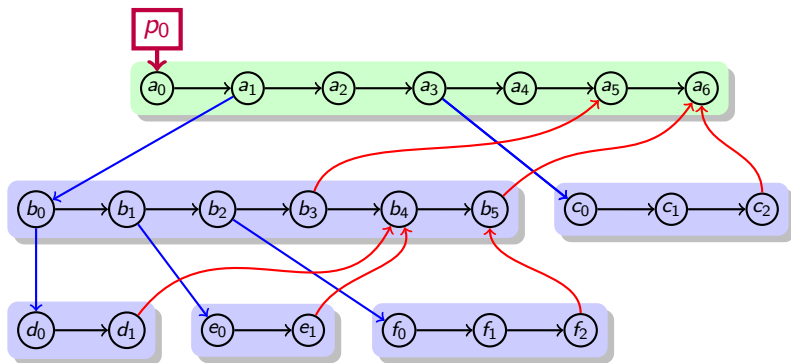 p₀
a₀ a₁ a₂ a₃ a₄ a₅ a₆
b₀ b₁ b₂ b₃ b₄ b₅ c₀ c₁ c₂
d₀ d₁ e₀ e₁ f₀ f₁ f₂